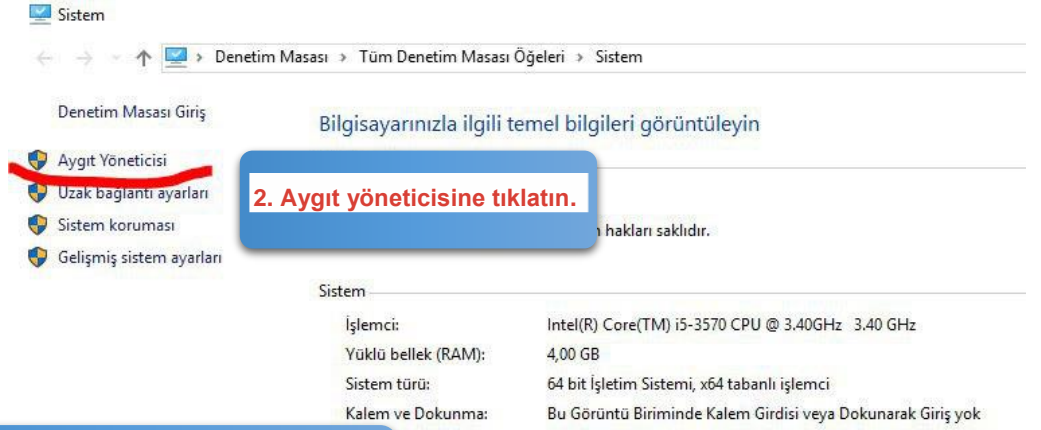 Sistem
Denetim Masası > Tüm Denetim Masası Öğeleri > Sistem
Denetim Masası Giriş
Bilgisayarınızla ilgili temel bilgileri görüntüleyin
Aygıt Yöneticisi
Uzak bağlantı ayarları
Sistem koruması
Gelişmiş sistem ayarları
2. Aygıt yöneticisine tıklatın.
hakları saklıdır.
Sistem
İşlemci: Intel(R) Core(TM) i5-3570 CPU @ 3.40GHz 3.40 GHz
Yüklü bellek (RAM): 4,00 GB
Sistem türü: 64 bit İşletim Sistemi, x64 tabanlı işlemci
Kalem ve Dokunma: Bu Görüntü Biriminde Kalem Girdisi veya Dokunarak Giriş yok